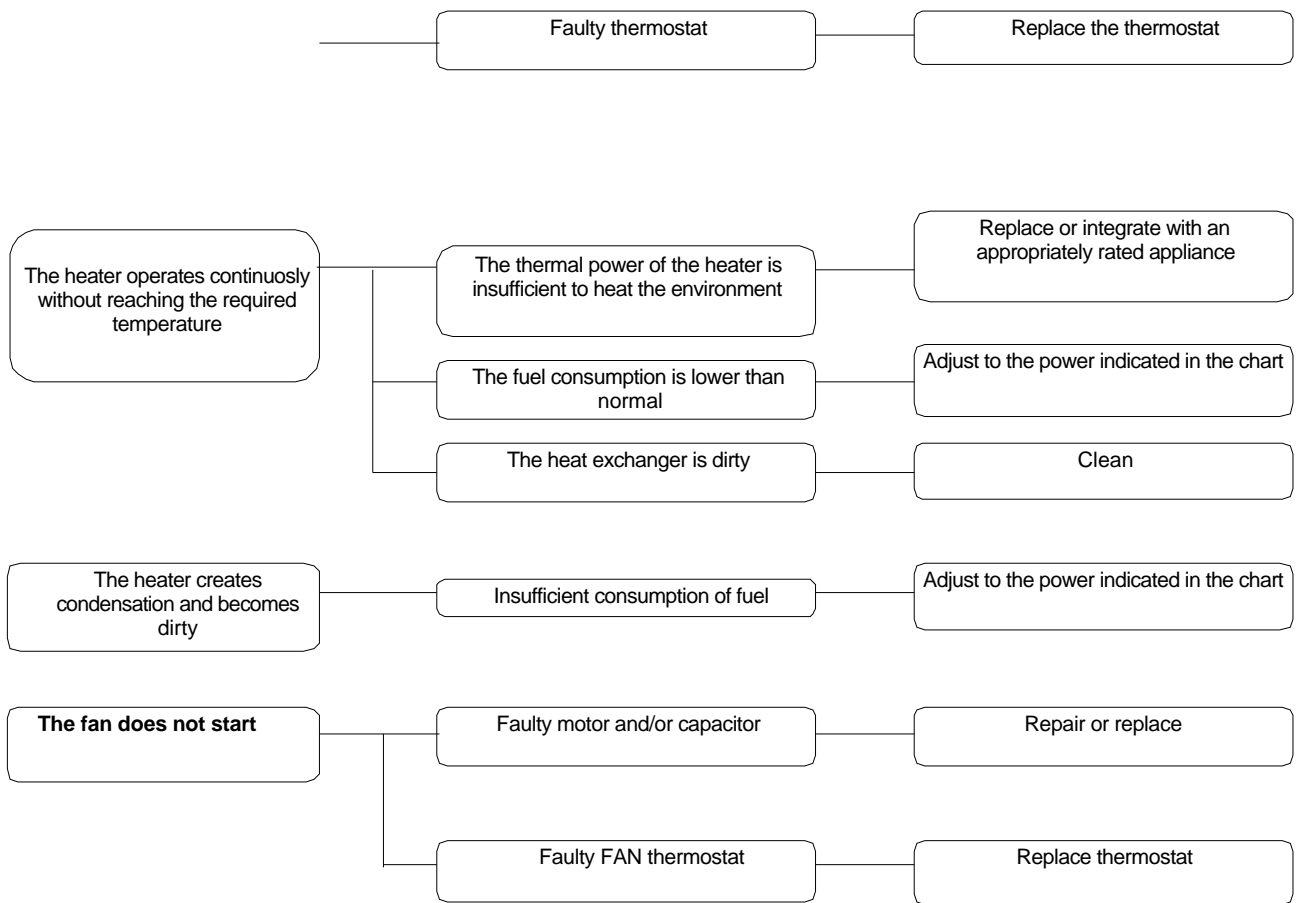 Faulty thermostat
Replace the thermostat
The heater operates continuosly
without reaching the required
temperature
The thermal power of the heater is
insufficient to heat the environment
Replace or integrate with an
appropriately rated appliance
The fuel consumption is lower than
normal
Adjust to the power indicated in the chart
The heat exchanger is dirty
Clean
The heater creates
condensation and becomes
dirty
Insufficient consumption of fuel
Adjust to the power indicated in the chart
The fan does not start
Faulty motor and/or capacitor
Repair or replace
Faulty FAN thermostat
Replace thermostat